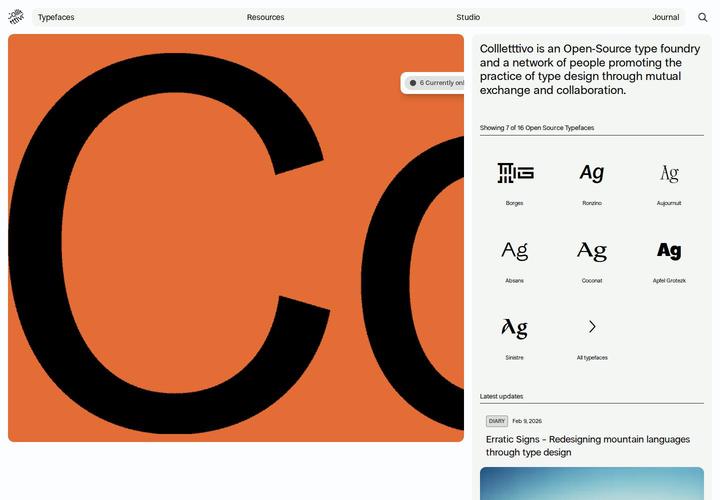 Collletttivo
Typefaces
Resources
Studio
Journal
Co
6 Currently onl
Collletttivo is an Open-Source type foundry
and a network of people promoting the
practice of type design through mutual
exchange and collaboration.
Showing 7 of 16 Open Source Typefaces
Ag
Ag
Borges
Ronzino
Aujournuit
Ag
Ag
Ag
Absans
Coconat
Apfel Grotezk
Ag
Sinistre
All typefaces
Latest updates
DIARY
Feb 9, 2026
Erratic Signs – Redesigning mountain languages
through type design